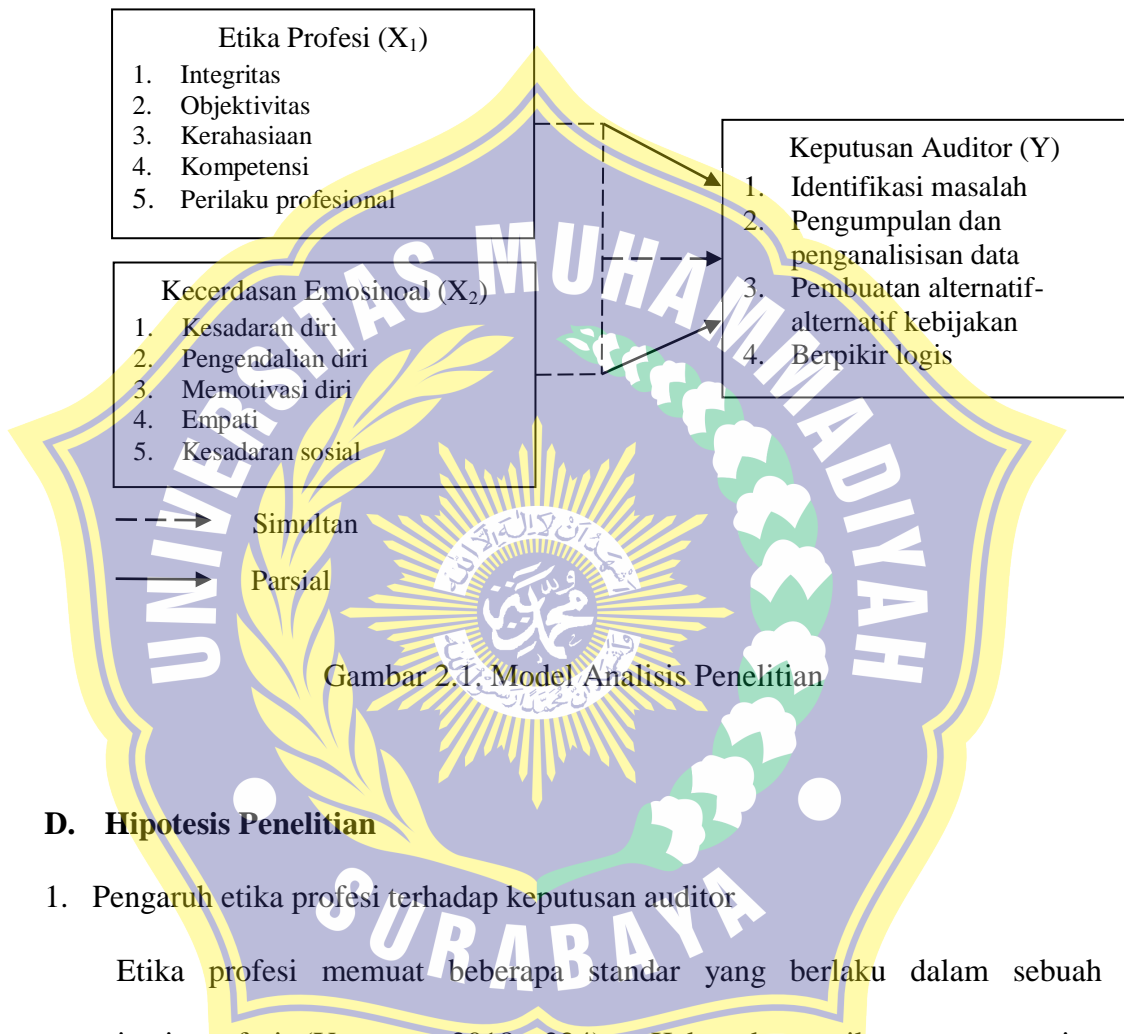 Etika Profesi (X₁)
1. Integritas
2. Objektivitas
3. Kerahasiaan
4. Kompetensi
5. Perilaku profesional
Keputusan Auditor (Y)
1. Identifikasi masalah
2. Pengumpulan dan
penganalisisan data
3. Pembuatan alternatif-
alternatif kebijakan
4. Berpikir logis
Kecerdasan Emosinoal (X₂)
1. Kesadaran diri
2. Pengendalian diri
3. Memotivasi diri
4. Empati
5. Kesadaran sosial
Simultan
Parsial
UNIVERSITAS MUHAMMADIYAH
محمد
Gambar 2.1. Model Analisis Penelitian
D. Hipotesis Penelitian
1. Pengaruh etika profesi terhadap keputusan auditor
SURABAYA
Etika profesi memuat beberapa standar yang berlaku dalam sebuah